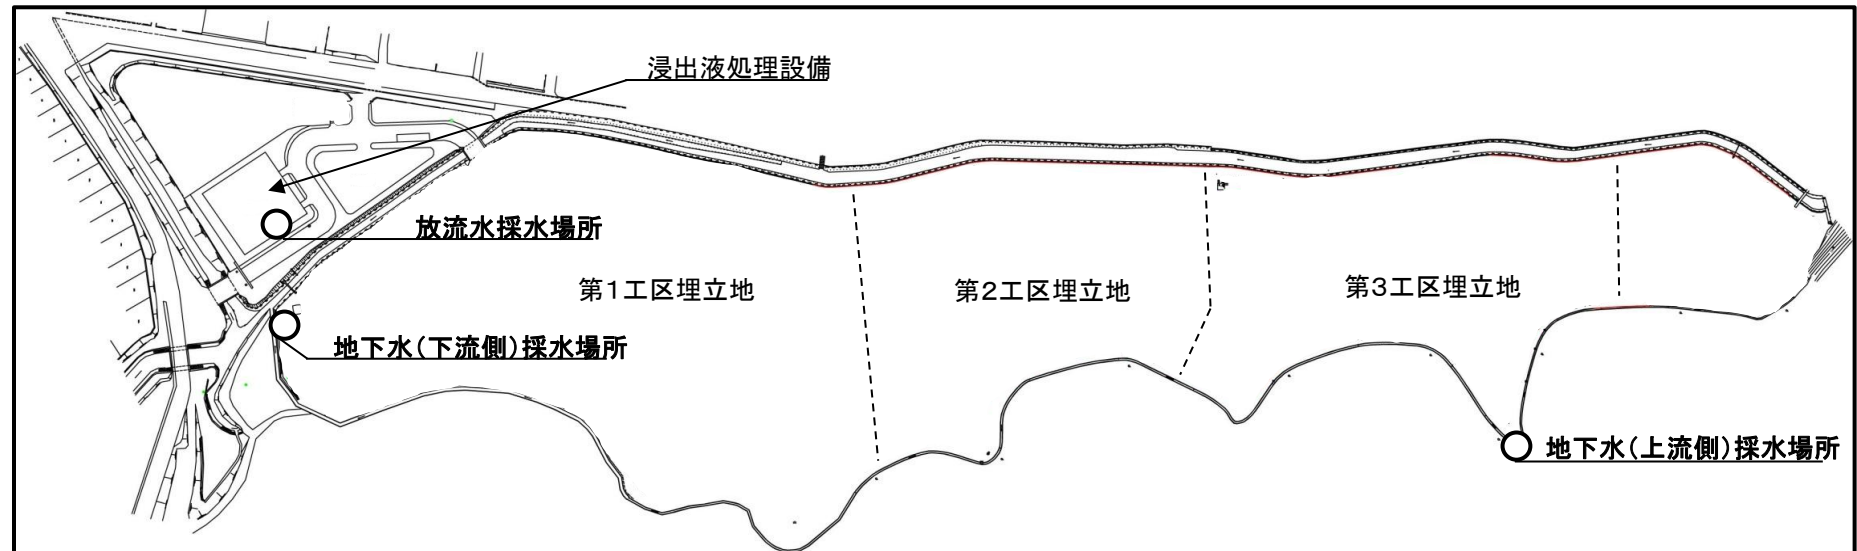 浸出液処理設備
放流水採水場所
第1工区埋立地
第2工区埋立地
第3工区埋立地
地下水(下流側)採水場所
地下水(上流側)採水場所